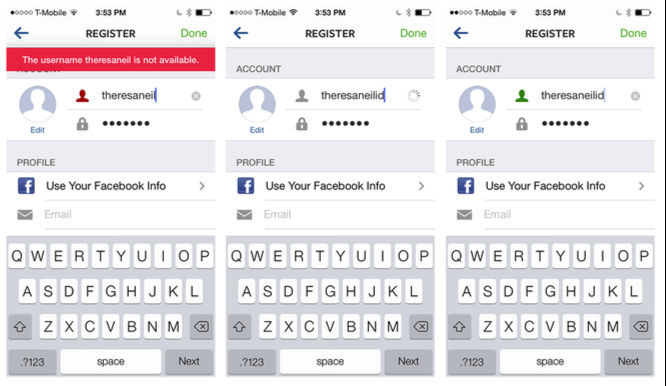 T-Mobile 3:53 PM
REGISTER Done
The username theresaneil is not available.
theresaneil
•••••••
Edit
PROFILE
f Use Your Facebook Info
Email
Q W E R T Y U I O P
A S D F G H J K L
Z X C V B N M
.?123 space Next
T-Mobile 3:53 PM
REGISTER Done
ACCOUNT
theresaneilid
•••••••
Edit
PROFILE
f Use Your Facebook Info
Email
Q W E R T Y U I O P
A S D F G H J K L
Z X C V B N M
.?123 space Next
T-Mobile 3:53 PM
REGISTER Done
ACCOUNT
theresaneilid
•••••••
Edit
PROFILE
f Use Your Facebook Info
Email
Q W E R T Y U I O P
A S D F G H J K L
Z X C V B N M
.?123 space Next